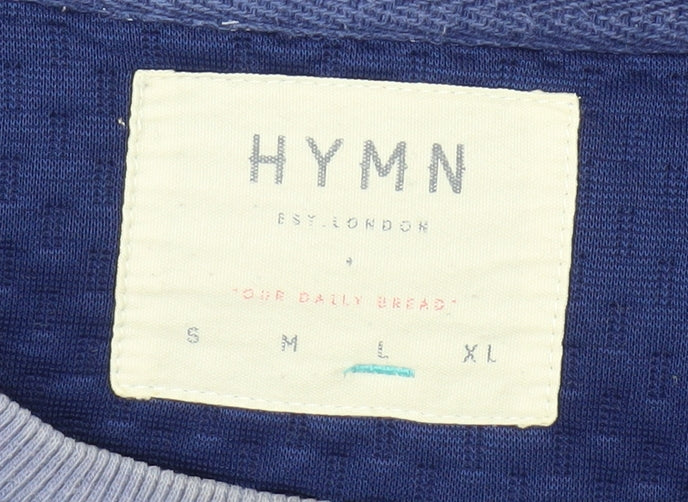 HYMN
EST. LONDON
"OUR DAILY BREAD"
S M L XL